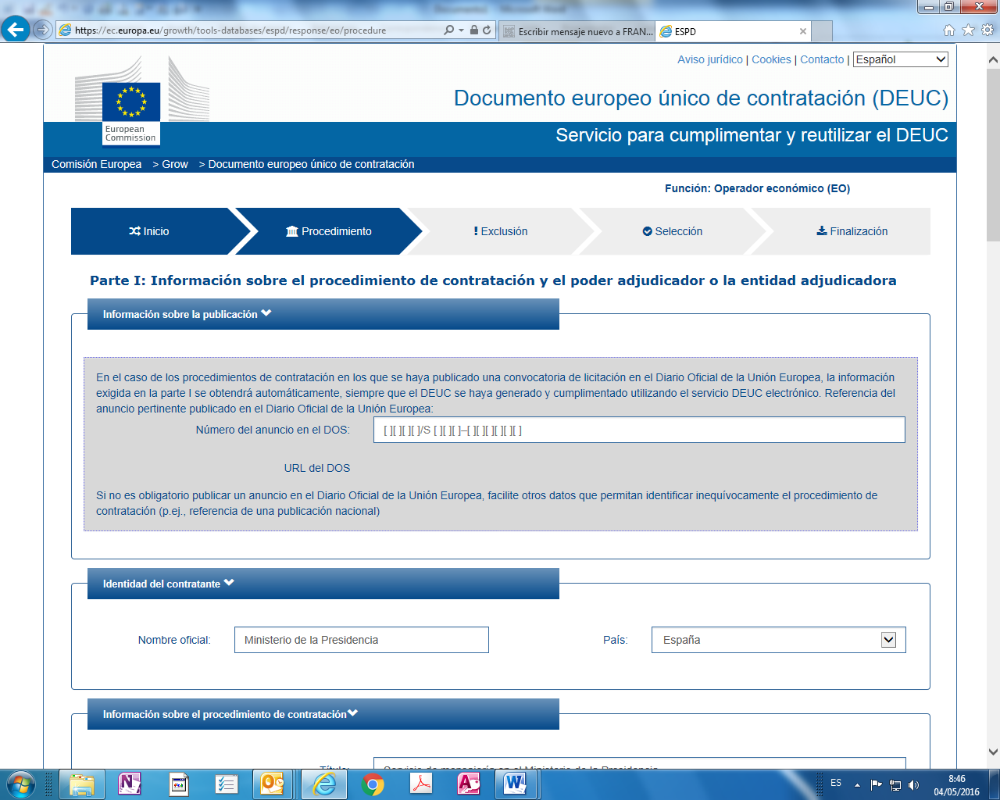 https://ec.europa.eu/growth/tools-databases/espd/response/eo/procedure
Escribir mensaje nuevo a FRAN...
ESPD
Aviso jurídico | Cookies | Contacto | Español
European
Commission
Documento europeo único de contratación (DEUC)
Servicio para cumplimentar y reutilizar el DEUC
Comisión Europea > Grow > Documento europeo único de contratación
Función: Operador económico (EO)
Inicio
Procedimiento
Exclusión
Selección
Finalización
Parte I: Información sobre el procedimiento de contratación y el poder adjudicador o la entidad adjudicadora
Información sobre la publicación
En el caso de los procedimientos de contratación en los que se haya publicado una convocatoria de licitación en el Diario Oficial de la Unión Europea, la información
exigida en la parte I se obtendrá automáticamente, siempre que el DEUC se haya generado y cumplimentado utilizando el servicio DEUC electrónico. Referencia del
anuncio pertinente publicado en el Diario Oficial de la Unión Europea:
Número del anuncio en el DOS: [ ][ ][ ][ ]/S [ ][ ][ ]–[ ][ ][ ][ ][ ][ ][ ]
URL del DOS
Si no es obligatorio publicar un anuncio en el Diario Oficial de la Unión Europea, facilite otros datos que permitan identificar inequívocamente el procedimiento de
contratación (p.ej., referencia de una publicación nacional)
Identidad del contratante
Nombre oficial: Ministerio de la Presidencia País: España
Información sobre el procedimiento de contratación
Título: Servicio de mensajería en el Ministerio de la Presidencia
ES
8:46
04/05/2016